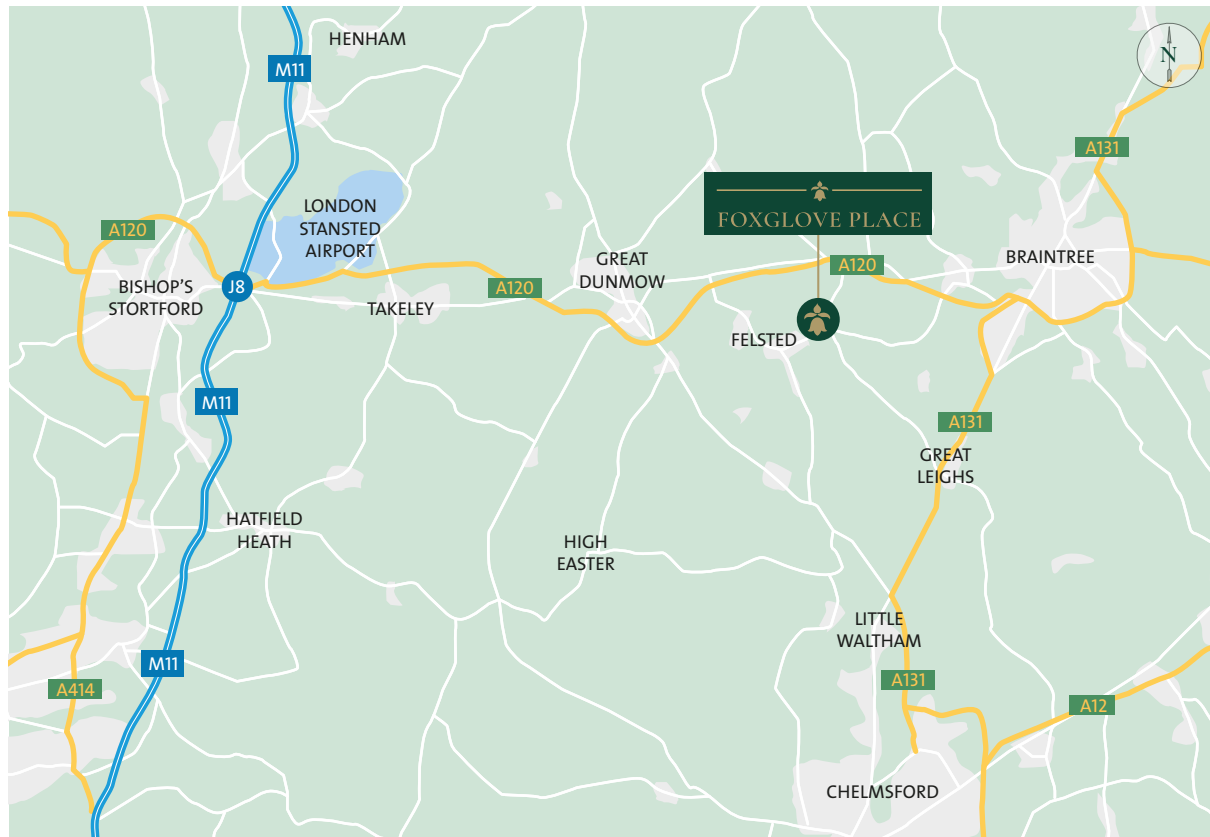 HENHAM
M11
N
A131
LONDON
STANSTED
AIRPORT
FOXGLOVE PLACE
A120
BISHOP'S
STORTFORD
J8
TAKELEY
A120
GREAT
DUNMOW
A120
BRAINTREE
FELSTED
M11
A131
GREAT
LEIGHS
HATFIELD
HEATH
HIGH
EASTER
LITTLE
WALTHAM
M11
A414
A131
A12
CHELMSFORD